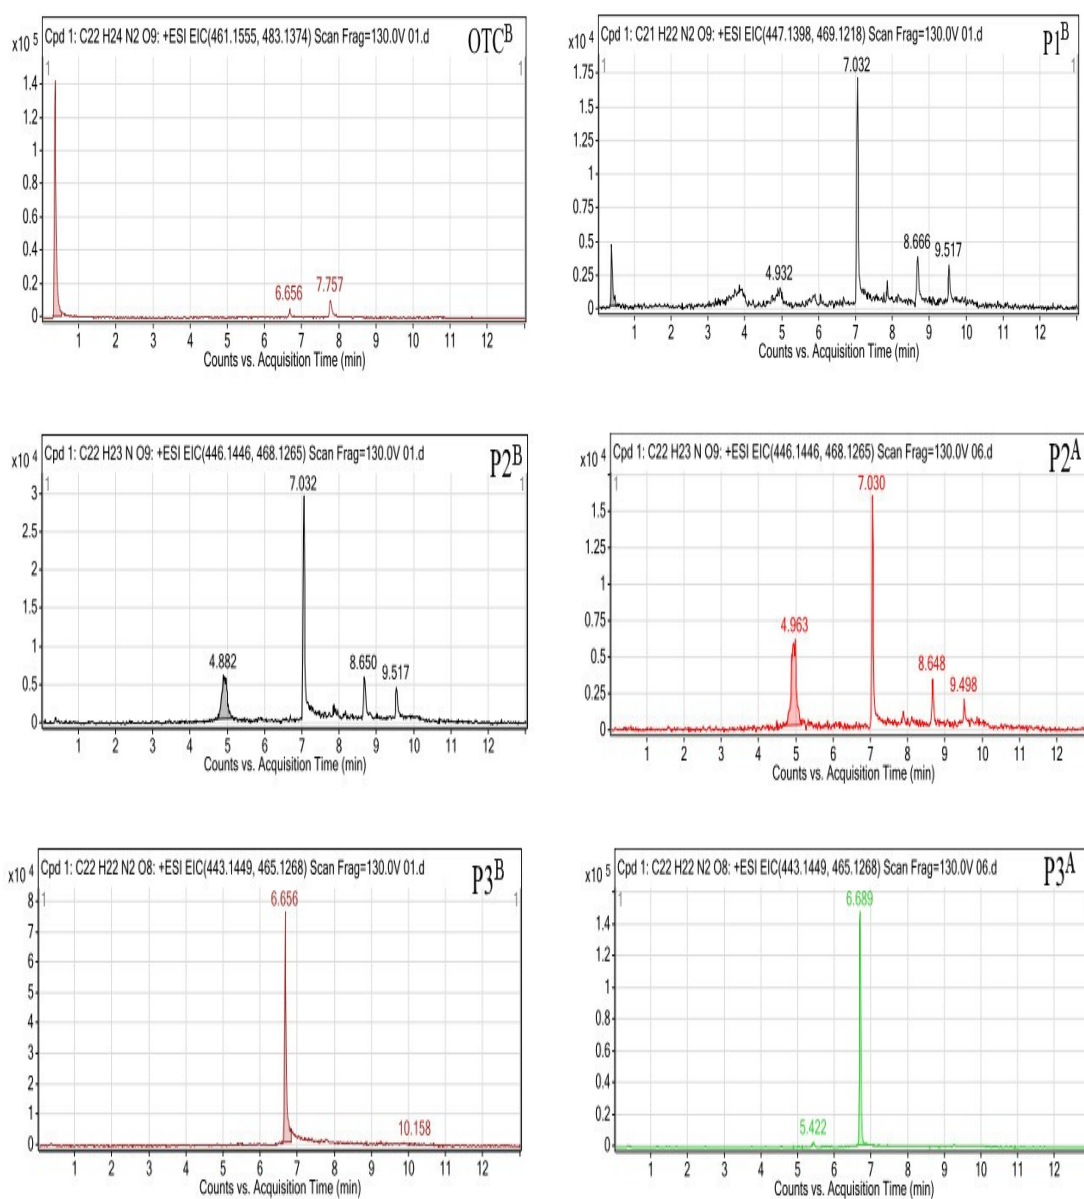 Cpd 1: C22 H24 N2 O9: +ESI EIC(461.1555, 483.1374) Scan Frag=130.0V 01.d
OTCB
x10 5
1 1
1.4
1.2
1
0.8
0.6
0.4
0.2
0
6.656 7.757
1 2 3 4 5 6 7 8 9 10 11 12
Counts vs. Acquisition Time (min)
Cpd 1: C21 H22 N2 O9: +ESI EIC(447.1398, 469.1218) Scan Frag=130.0V 01.d
P1B
x10 4
1 1
1.75
1.5
1.25
1
0.75
0.5
0.25
0
4.932 7.032 8.666 9.517
1 2 3 4 5 6 7 8 9 10 11 12
Counts vs. Acquisition Time (min)
Cpd 1: C22 H23 N O9: +ESI EIC(446.1446, 468.1265) Scan Frag=130.0V 01.d
P2B
x10 4
1 1
3
2.5
2
1.5
1
0.5
0
4.882 7.032 8.650 9.517
1 2 3 4 5 6 7 8 9 10 11 12
Counts vs. Acquisition Time (min)
Cpd 1: C22 H23 N O9: +ESI EIC(446.1446, 468.1265) Scan Frag=130.0V 06.d
P2A
x10 4
1
1.5
1.25
1
0.75
0.5
0.25
0
4.963 7.030 8.648 9.498
1 2 3 4 5 6 7 8 9 10 11 12
Counts vs. Acquisition Time (min)
Cpd 1: C22 H22 N2 O8: +ESI EIC(443.1449, 465.1268) Scan Frag=130.0V 01.d
P3B
x10 4
1 1
8
7
6
5
4
3
2
1
0
6.656 10.158
1 2 3 4 5 6 7 8 9 10 11 12
Counts vs. Acquisition Time (min)
Cpd 1: C22 H22 N2 O8: +ESI EIC(443.1449, 465.1268) Scan Frag=130.0V 06.d
P3A
x10 5
1
1.4
1.2
1
0.8
0.6
0.4
0.2
0
5.422 6.689
1 2 3 4 5 6 7 8 9 10 11 12
Counts vs. Acquisition Time (min)